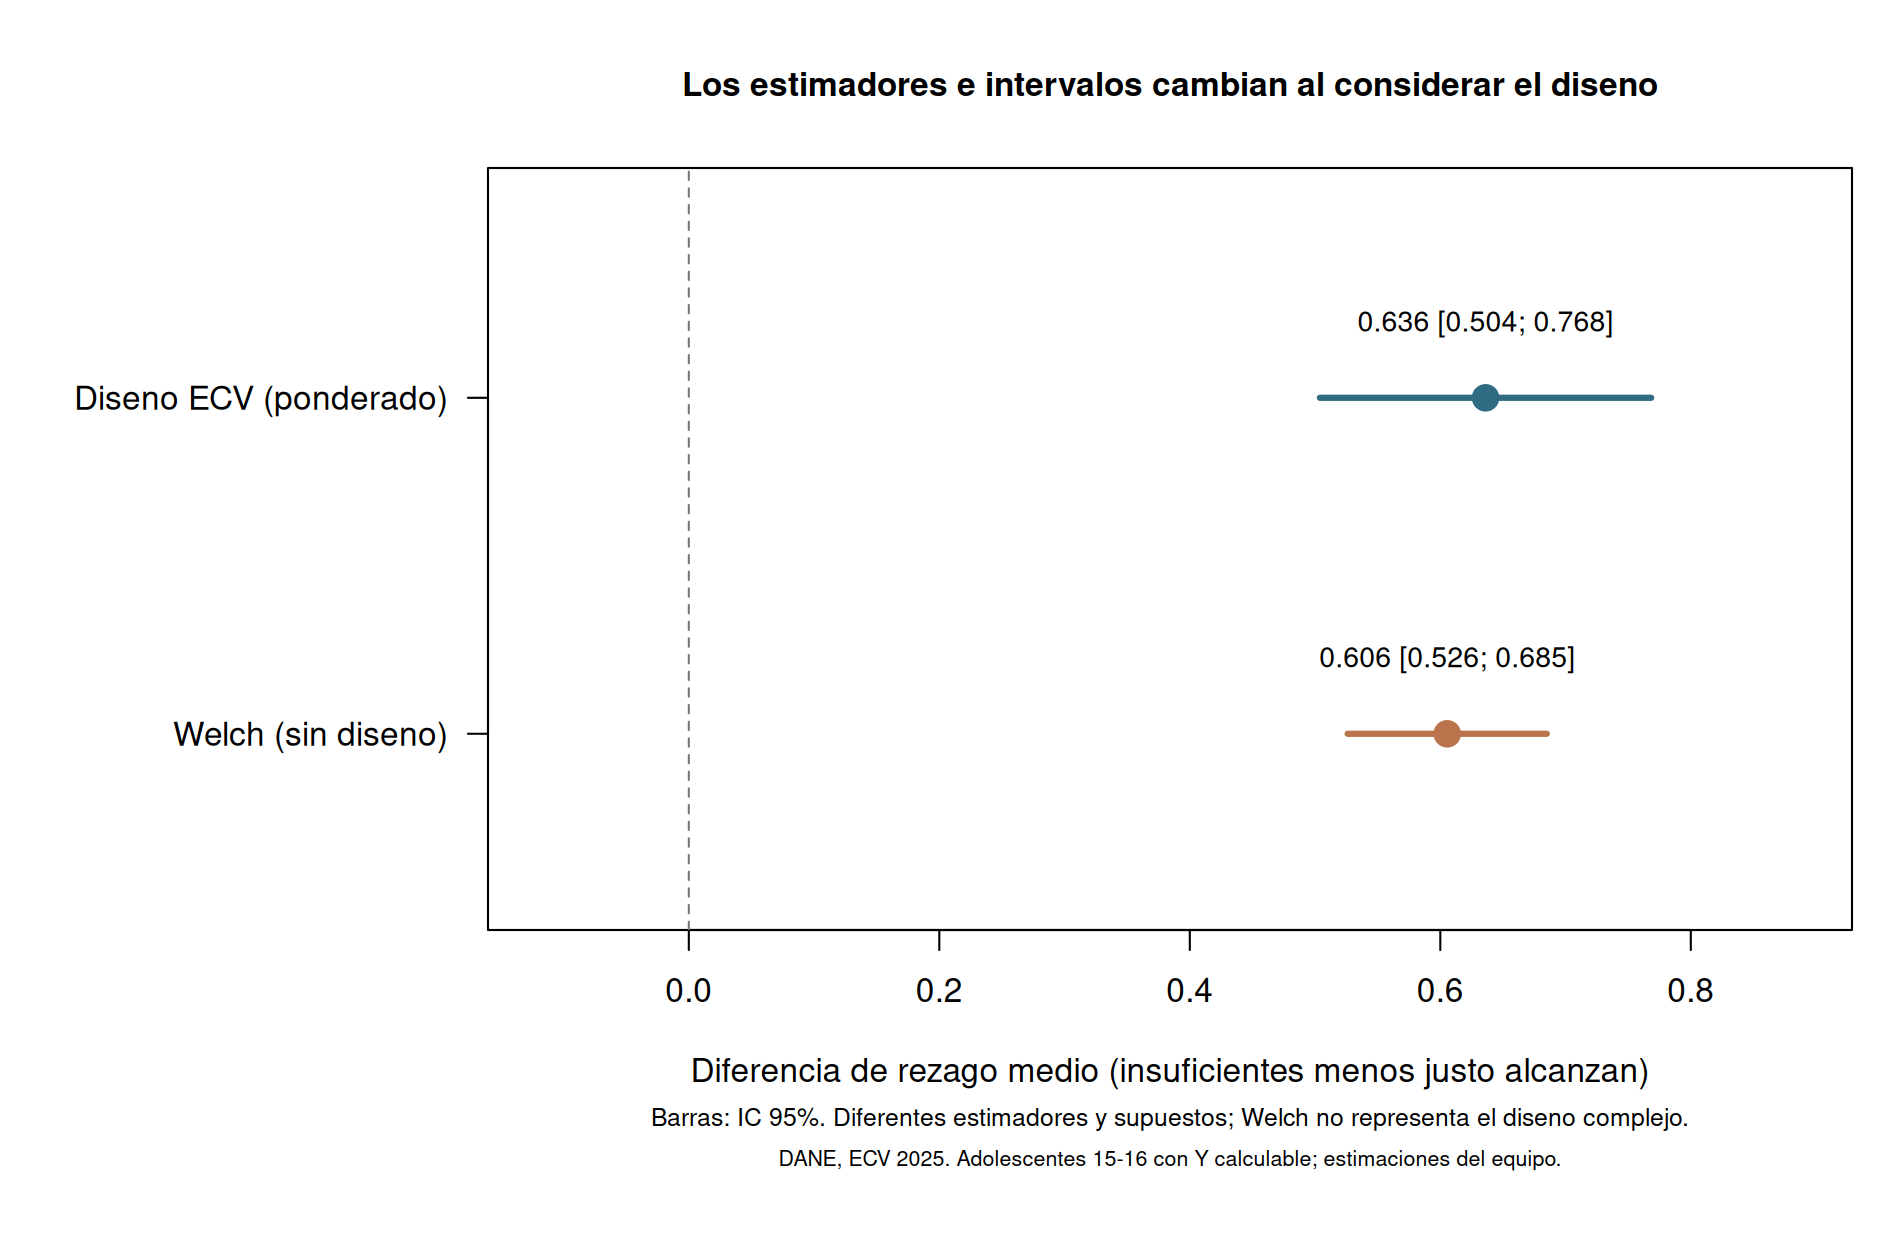 Los estimadores e intervalos cambian al considerar el diseno
0.636 [0.504; 0.768]
Diseno ECV (ponderado)
0.606 [0.526; 0.685]
Welch (sin diseno)
0.0 0.2 0.4 0.6 0.8
Diferencia de rezago medio (insuficientes menos justo alcanzan)
Barras: IC 95%. Diferentes estimadores y supuestos; Welch no representa el diseno complejo.
DANE, ECV 2025. Adolescentes 15-16 con Y calculable; estimaciones del equipo.